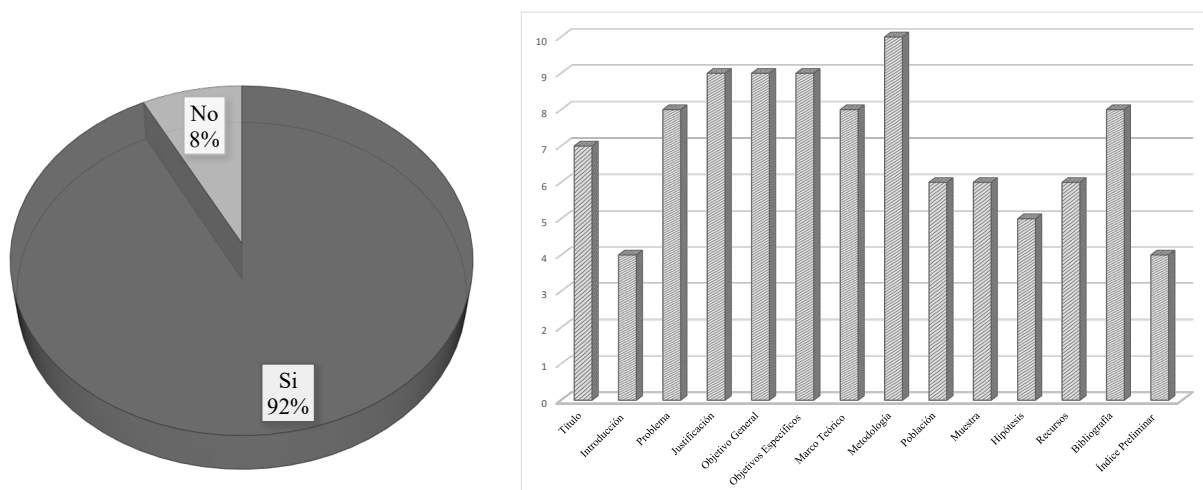 No
8%
Si
92%
10
9
8
7
6
5
4
3
2
1
0
Título
Introducción
Problema
Justificación
Objetivo General
Objetivos Especificos
Marco Teórico
Metodología
Población
Muestra
Hipótesis
Recursos
Bibliografía
Índice Preliminar